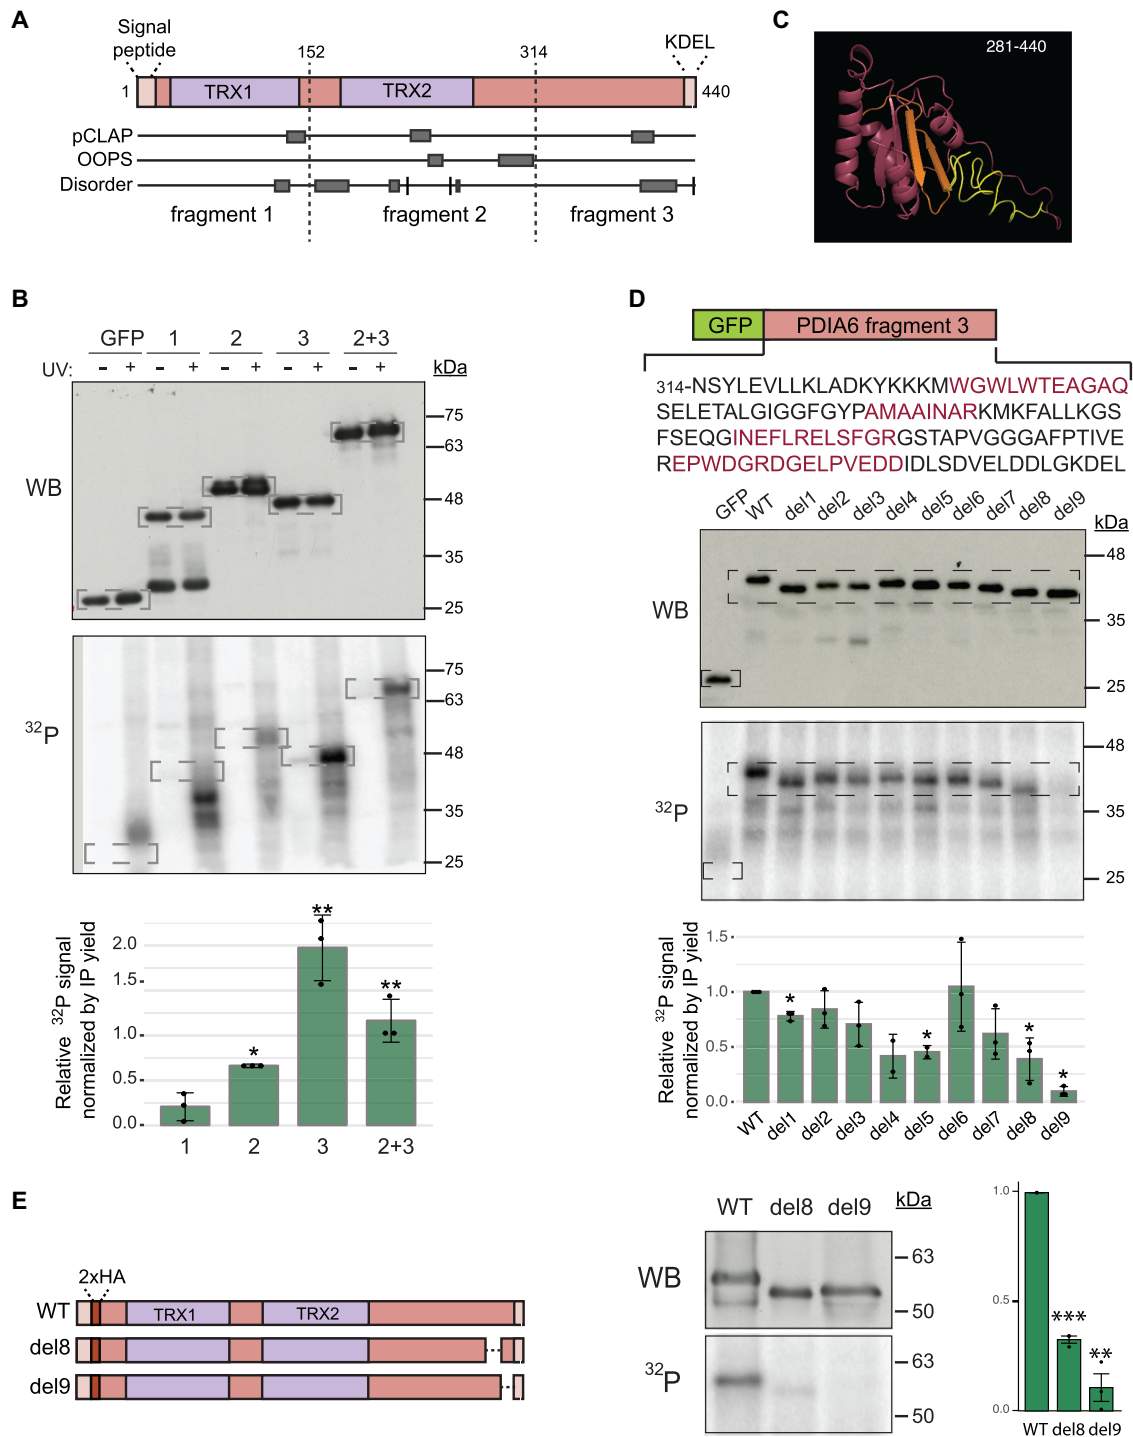 A
Signal
peptide
152
314
KDEL
1
TRX1
TRX2
440
pCLAP
OOPS
Disorder
fragment 1
fragment 2
fragment 3
C
281-440
B
GFP 1 2 3 2+3
UV: - + - + - + - + - +
kDa
WB
75
63
48
35
25
32P
75
63
48
35
25
Relative 32P signal
normalized by IP yield
2.0
1.5
1.0
0.5
0.0
*
**
**
1 2 3 2+3
D
GFP
PDIA6 fragment 3
314-NSYLEVLLKLADKYKKKMWGWLWTEAGAQ
SELETALGIGGFGYPAMAAINARKMKFALLKGS
FSEQGINEFLRELSFGRGSTAPVGGGAFPTIVE
REPWDGRDGELPVEDDIDLSDVELDDLGKDEL
GFP WT del1 del2 del3 del4 del5 del6 del7 del8 del9
kDa
WB
48
35
25
32P
48
35
25
Relative 32P signal
normalized by IP yield
1.5
1.0
0.5
0.0
* * * *
WT del1 del2 del3 del4 del5 del6 del7 del8 del9
E
2xHA
WT
TRX1
TRX2
del8
del9
WT del8 del9
kDa
WB
63
50
32P
63
50
1.0
0.5
0.0
***
**
WT del8 del9